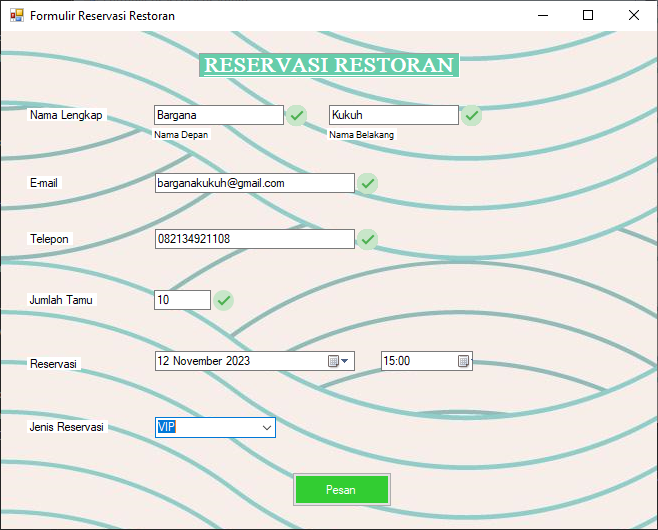 Formulir Reservasi Restoran
RESERVASI RESTORAN
Nama Lengkap Bargana Kukuh
Nama Depan Nama Belakang
E-mail barganakukuh@gmail.com
Telepon 082134921108
Jumlah Tamu 10
Reservasi 12 November 2023 15:00
Jenis Reservasi VIP
Pesan